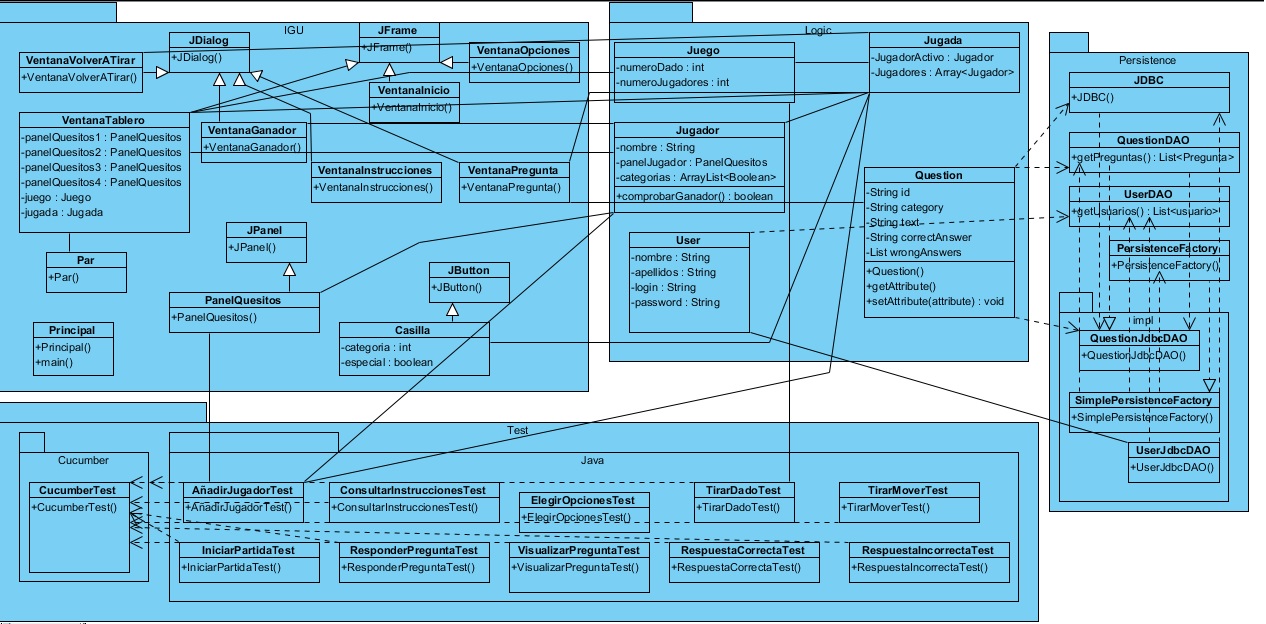 IGU
JDialog
+JDialog()
JFrame
+JFrame()
VentanaVolverATirar
+VentanaVolverATirar()
VentanaOpciones
+VentanaOpciones()
VentanaInicio
+VentanaInicio()
VentanaTablero
-panelQuesitos1 : PanelQuesitos
-panelQuesitos2 : PanelQuesitos
-panelQuesitos3 : PanelQuesitos
-panelQuesitos4 : PanelQuesitos
-juego : Juego
-jugada : Jugada
VentanaGanador
+VentanaGanador()
VentanaInstrucciones
+VentanaInstrucciones()
VentanaPregunta
+VentanaPregunta()
JPanel
+JPanel()
Par
+Par()
JButton
+JButton()
PanelQuesitos
+PanelQuesitos()
Principal
+Principal()
+main()
Casilla
-categoria : int
-especial : boolean
Logic
Juego
-numeroDado : int
-numeroJugadores : int
Jugada
-JugadorActivo : Jugador
-Jugadores : Array<Jugador>
Jugador
-nombre : String
-panelJugador : PanelQuesitos
-categorias : ArrayList<Boolean>
+comprobarGanador() : boolean
Question
-String id
-String category
-String text
-String correctAnswer
-List wrongAnswers
+Question()
+getAttribute()
+setAttribute(attribute) : void
User
-nombre : String
-apellidos : String
-login : String
-password : String
Persistence
JDBC
+JDBC()
QuestionDAO
+getPreguntas() : List<Pregunta>
UserDAO
+getUsuarios() : List<usuario>
PersistenceFactory
+PersistenceFactory()
impl
QuestionJdbcDAO
+QuestionJdbcDAO()
SimplePersistenceFactory
+SimplePersistenceFactory()
UserJdbcDAO
+UserJdbcDAO()
Test
Cucumber
CucumberTest
+CucumberTest()
Java
AñadirJugadorTest
+AñadirJugadorTest()
ConsultarInstruccionesTest
+ConsultarInstruccionesTest()
ElegirOpcionesTest
+ElegirOpcionesTest()
TirarDadoTest
+TirarDadoTest()
TirarMoverTest
+TirarMoverTest()
IniciarPartidaTest
+IniciarPartidaTest()
ResponderPreguntaTest
+ResponderPreguntaTest()
VisualizarPreguntaTest
+VisualizarPreguntaTest()
RespuestaCorrectaTest
+RespuestaCorrectaTest()
RespuestaIncorrectaTest
+RespuestaIncorrectaTest()